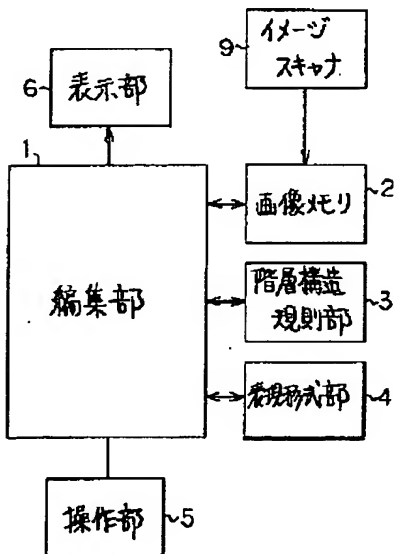 9
イメージ
スキャナ
6
表示部
1
編集部
画像メモリ
2
階層構造
規則部
3
表現形式部
4
操作部
5